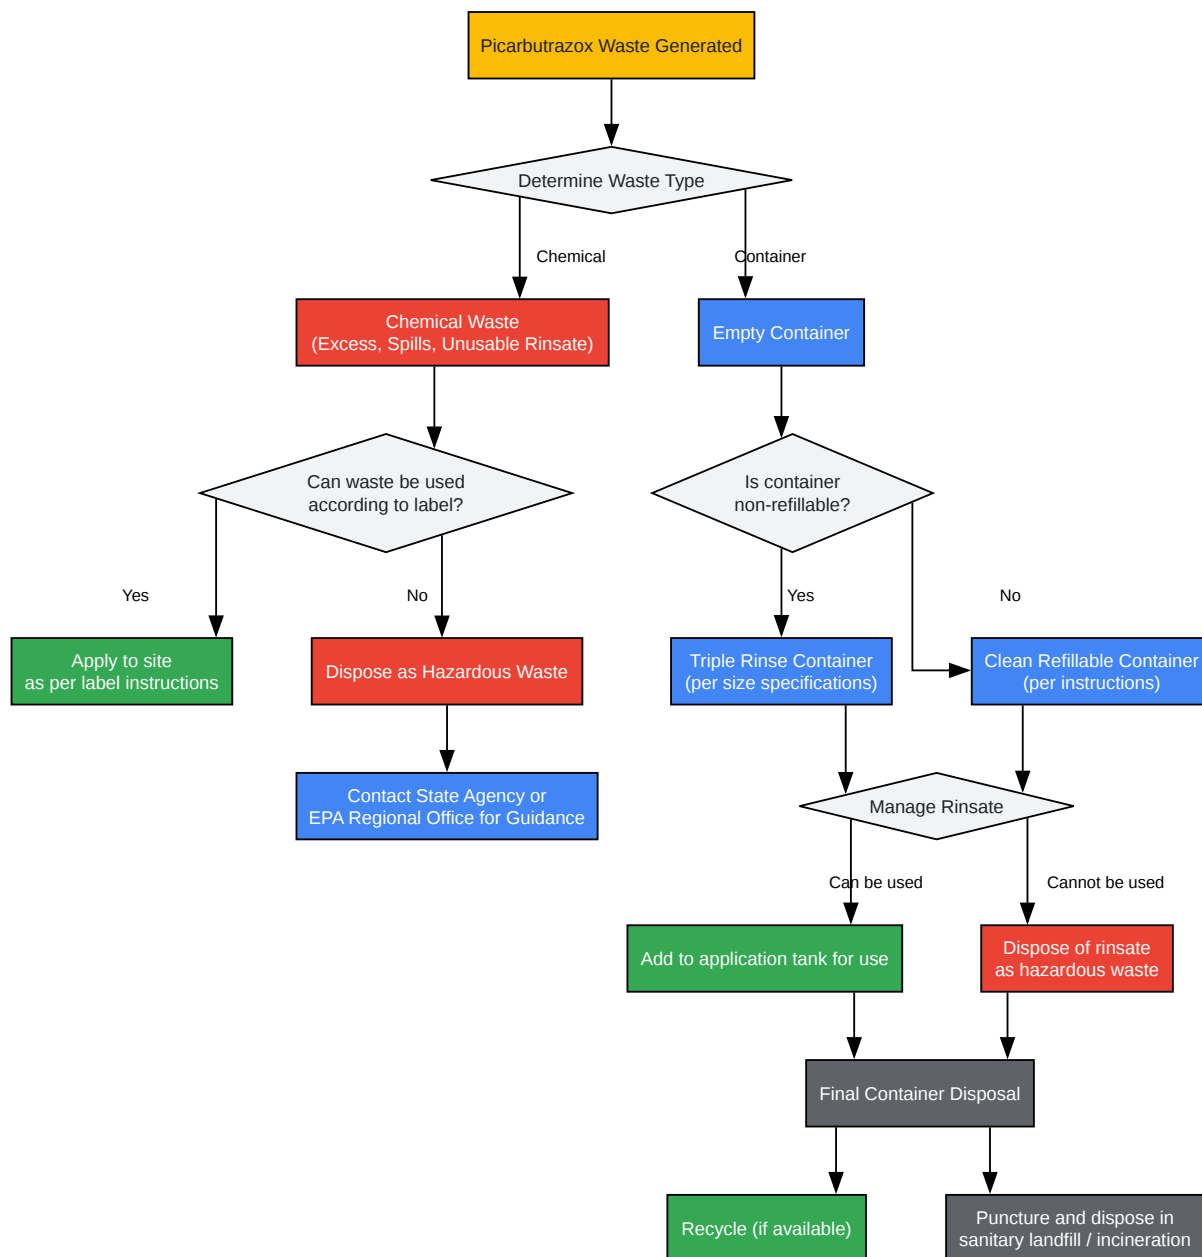 Picarbutrazox Waste Generated
Determine Waste Type
Chemical
Container
Chemical Waste
(Excess, Spills, Unusable Rinsate)
Empty Container
Can waste be used
according to label?
Is container
non-refillable?
Yes
No
Yes
No
Apply to site
as per label instructions
Dispose as Hazardous Waste
Triple Rinse Container
(per size specifications)
Clean Refillable Container
(per instructions)
Contact State Agency or
EPA Regional Office for Guidance
Manage Rinsate
Can be used
Cannot be used
Add to application tank for use
Dispose of rinsate
as hazardous waste
Final Container Disposal
Recycle (if available)
Puncture and dispose in
sanitary landfill / incineration